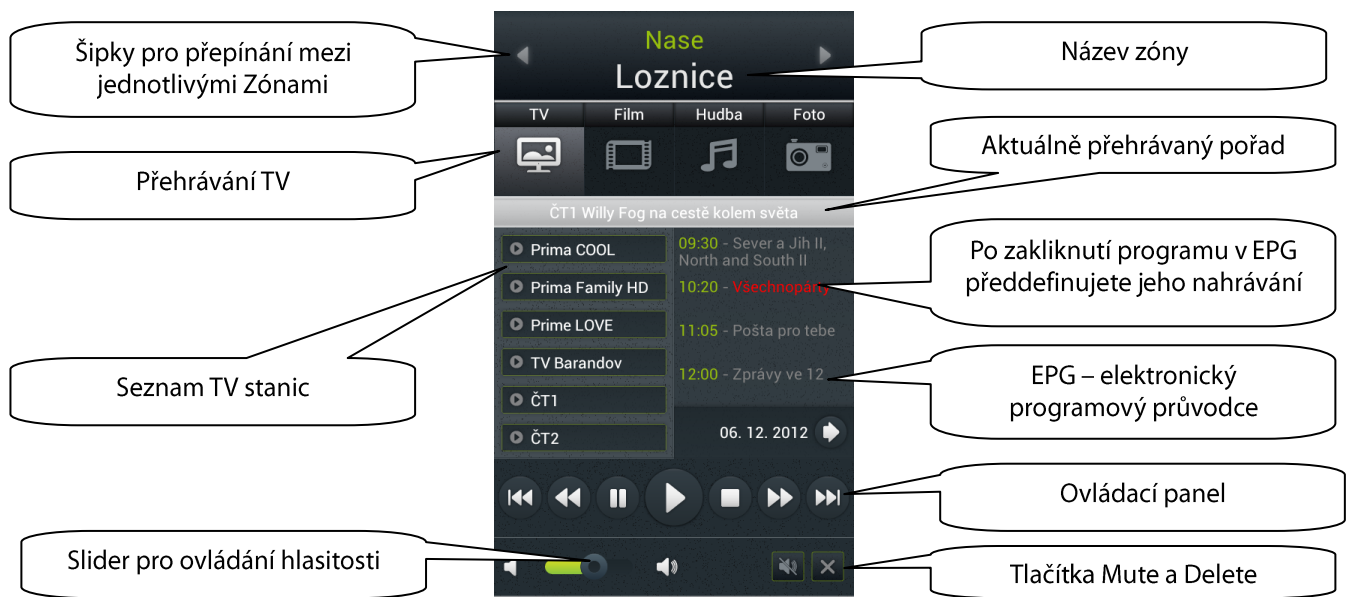 Šipky pro přepínání mezi
jednotlivými Zónami
Nase
Loznice
Název zóny
TV
Film
Hudba
Foto
Přehrávání TV
Aktuálně přehrávaný pořad
ČT1 Willy Fog na cestě kolem světa
Prima COOL
Prima Family HD
Prime LOVE
TV Barandov
ČT1
ČT2
09:30 - Sever a Jih II,
North and South II
10:20 - Všechnopárty
11:05 - Pošta pro tebe
12:00 - Zprávy ve 12
06. 12. 2012
Po zakliknutí programu v EPG
předdefinujete jeho nahrávání
Seznam TV stanic
EPG – elektronický
programový průvodce
Ovládací panel
Slider pro ovládání hlasitosti
Tlačítka Mute a Delete